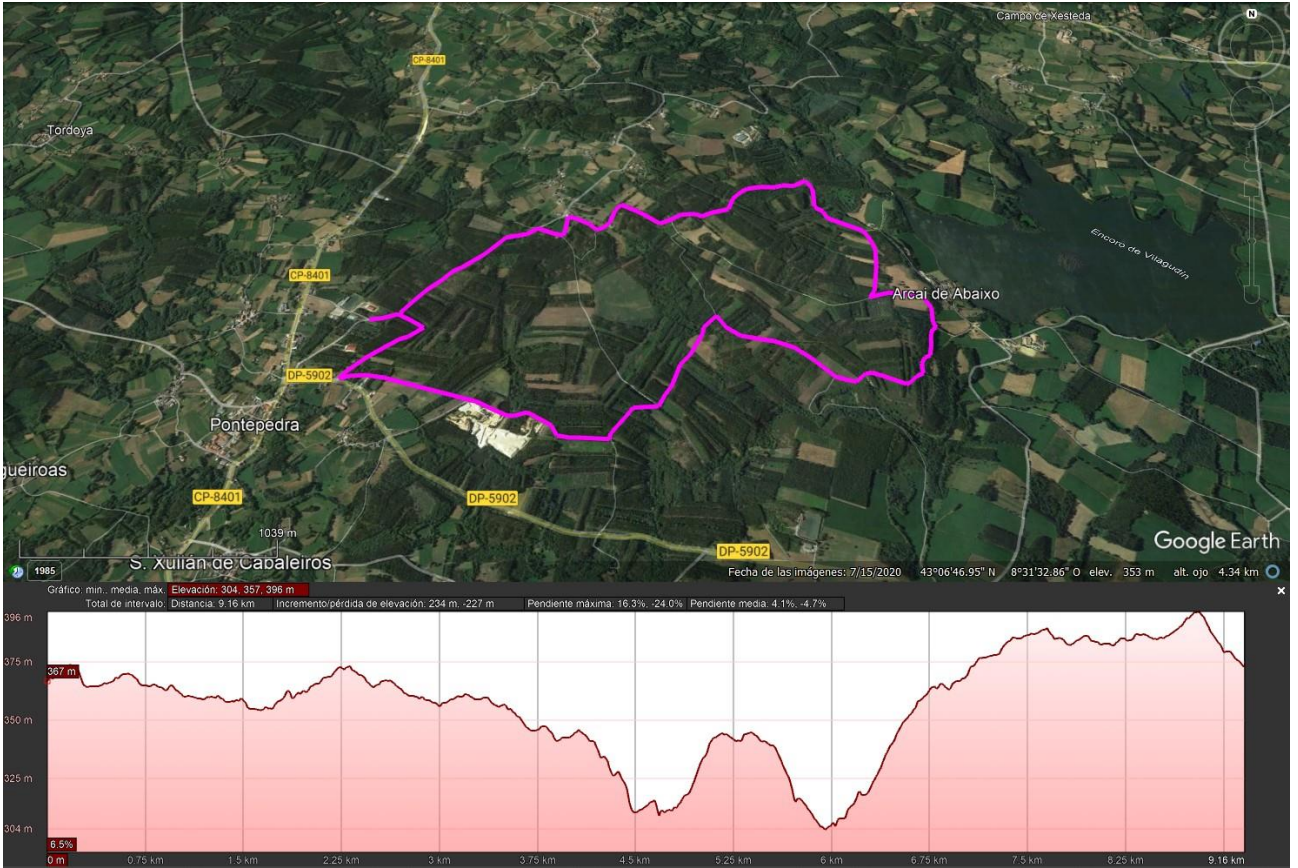 Campo de Xesteda
N
CP-8401
Tordoya
Encoro de Vilagudín
CP-8401
Arcai de Abaixo
DP-5902
Pontepedra
gueiroas
CP-8401
DP-5902
1039 m
DP-5902
Google Earth
S. Xulián de Cabaleiros
1985
Fecha de las imágenes: 7/15/2020 43°06'46.95" N 8°31'32.86" O elev. 353 m alt. ojo 4.34 km
Gráfico: min., media, máx. Elevación: 304, 357, 396 m
Total de intervalo: Distancia: 9.16 km Incremento/pérdida de elevación: 234 m, -227 m Pendiente máxima: 16.3%, -24.0% Pendiente media: 4.1%, -4.7%
396 m
375 m
367 m
350 m
325 m
304 m
6.5%
0 m 0.75 km 1.5 km 2.25 km 3 km 3.75 km 4.5 km 5.25 km 6 km 6.75 km 7.5 km 8.25 km 9.16 km